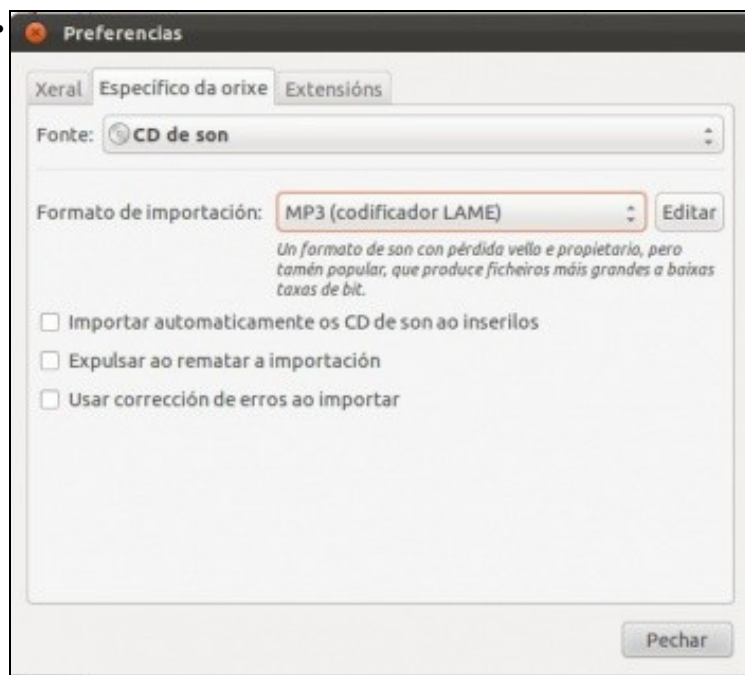 Preferencias
Xeral Específico da orixe Extensións
Fonte: CD de son
Formato de importación: MP3 (codificador LAME) Editar
Un formato de son con pérdida vello e propietario, pero
tamén popular, que produce ficheiros máis grandes a baixas
taxas de bit.
Importar automaticamente os CD de son ao inserilos
Expulsar ao rematar a importación
Usar corrección de erros ao importar
Pechar